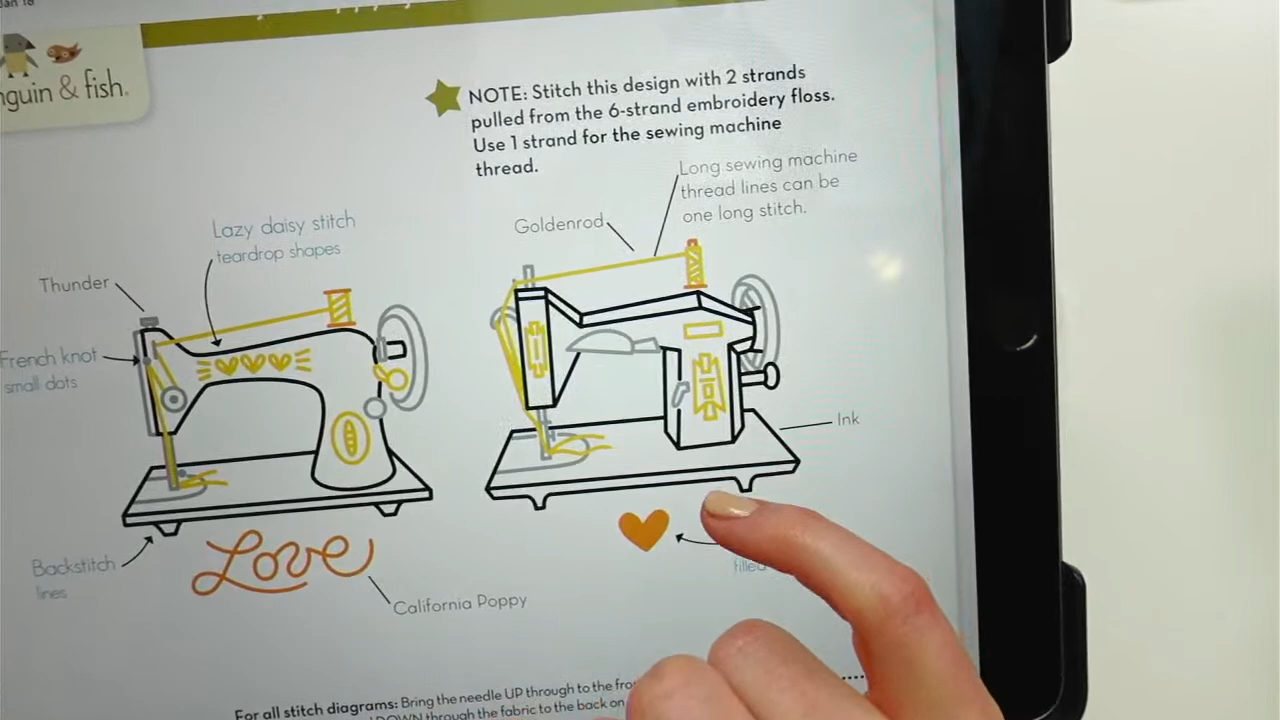 & fish.
NOTE: Stitch this design with 2 strands
pulled from the 6-strand embroidery floss.
Use 1 strand for the sewing machine
thread.
Long sewing machine
thread lines can be
one long stitch.
Goldenrod
Lazy daisy stitch
teardrop shapes
Thunder
French knot
small dots
Ink
Backstitch
lines
Love
California Poppy
filled
For all stitch diagrams: Bring the needle UP through to the
through the fabric to the back on